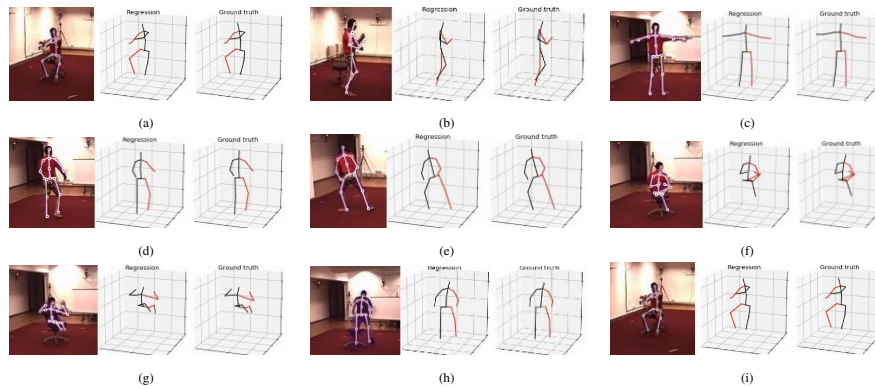 Regression Ground truth
(a)
Regression Ground truth
(b)
Regression Ground truth
(c)
Regression Ground truth
(d)
Regression Ground truth
(e)
Regression Ground truth
(f)
Regression Ground truth
(g)
Regression Ground truth
(h)
Regression Ground truth
(i)